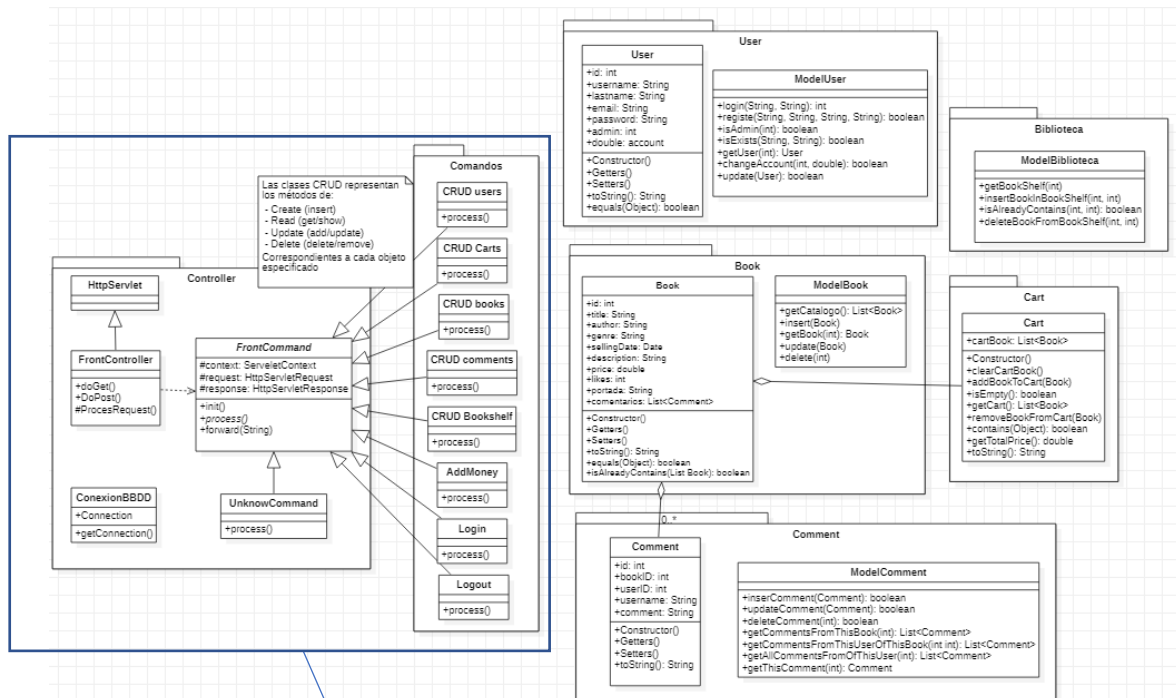 User
User
+id: int
+username: String
+lastname: String
+email: String
+password: String
+admin: int
+double: account
+Constructor()
+Getters()
+Setters()
+toString(): String
+equals(Object): boolean
ModelUser
+login(String, String): int
+registe(String, String, String, String): boolean
+isAdmin(int): boolean
+isExists(String, String): boolean
+getUser(int): User
+changeAccount(int, double): boolean
+update(User): boolean
Biblioteca
ModelBiblioteca
+getBookShelf(int)
+insertBookInBookShelf(int, int)
+isAlreadyContains(int, int): boolean
+deleteBookFromBookShelf(int, int)
Las clases CRUD representan
los métodos de:
- Create (insert)
- Read (get/show)
- Update (add/update)
- Delete (delete/remove)
Correspondientes a cada objeto
especificado
Controller
HttpServlet
FrontController
+doGet()
+DoPost()
#ProcesRequest()
FrontCommand
#context: ServeletContext
#request: HttpServletRequest
#response: HttpServletResponse
+init()
+process()
+forward(String)
ConexionBBDD
+Connection
+getConnection()
UnknowCommand
+process()
Comandos
CRUD users
+process()
CRUD Carts
+process()
CRUD books
+process()
CRUD comments
+process()
CRUD Bookshelf
+process()
AddMoney
+process()
Login
+process()
Logout
+process()
Book
Book
+id: int
+title: String
+author: String
+genre: String
+sellingDate: Date
+description: String
+price: double
+likes: int
+portada: String
+comentarios: List<Comment>
+Constructor()
+Getters()
+Setters()
+toString(): String
+equals(Object): boolean
+isAlreadyContains(List Book): boolean
ModelBook
+getCatalogo(): List<Book>
+insert(Book)
+getBook(int): Book
+update(Book)
+delete(int)
Cart
Cart
+cartBook: List<Book>
+Constructor()
+clearCartBook()
+addBookToCart(Book)
+isEmpty(): boolean
+getCart(): List<Book>
+removeBookFromCart(Book)
+contains(Object): boolean
+getTotalPrice(): double
+toString(): String
0..*
Comment
Comment
+id: int
+bookID: int
+userID: int
+username: String
+comment: String
+Constructor()
+Getters()
+Setters()
+toString(): String
ModelComment
+inserComment(Comment): boolean
+updateComment(Comment): boolean
+deleteComment(int): boolean
+getCommentsFromThisBook(int): List<Comment>
+getCommentsFromThisUserOfThisBook(int int): List<Comment>
+getAllCommentsFromOfThisUser(int): List<Comment>
+getThisComment(int): Comment